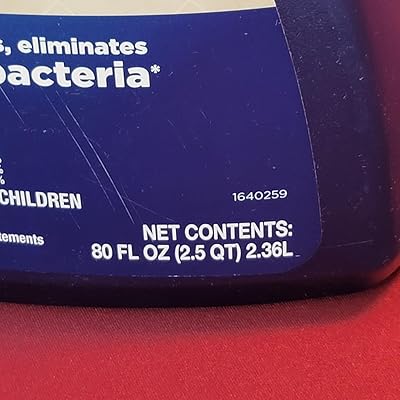 , eliminates
bacteria*
%
CHILDREN
1640259
tements
NET CONTENTS:
80 FL OZ (2.5 QT) 2.36L